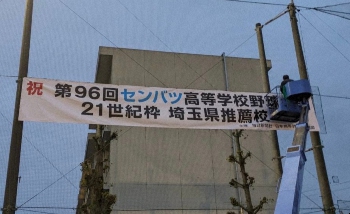 祝 第96回センバツ高等学校野球
21世紀枠 埼玉県推薦校